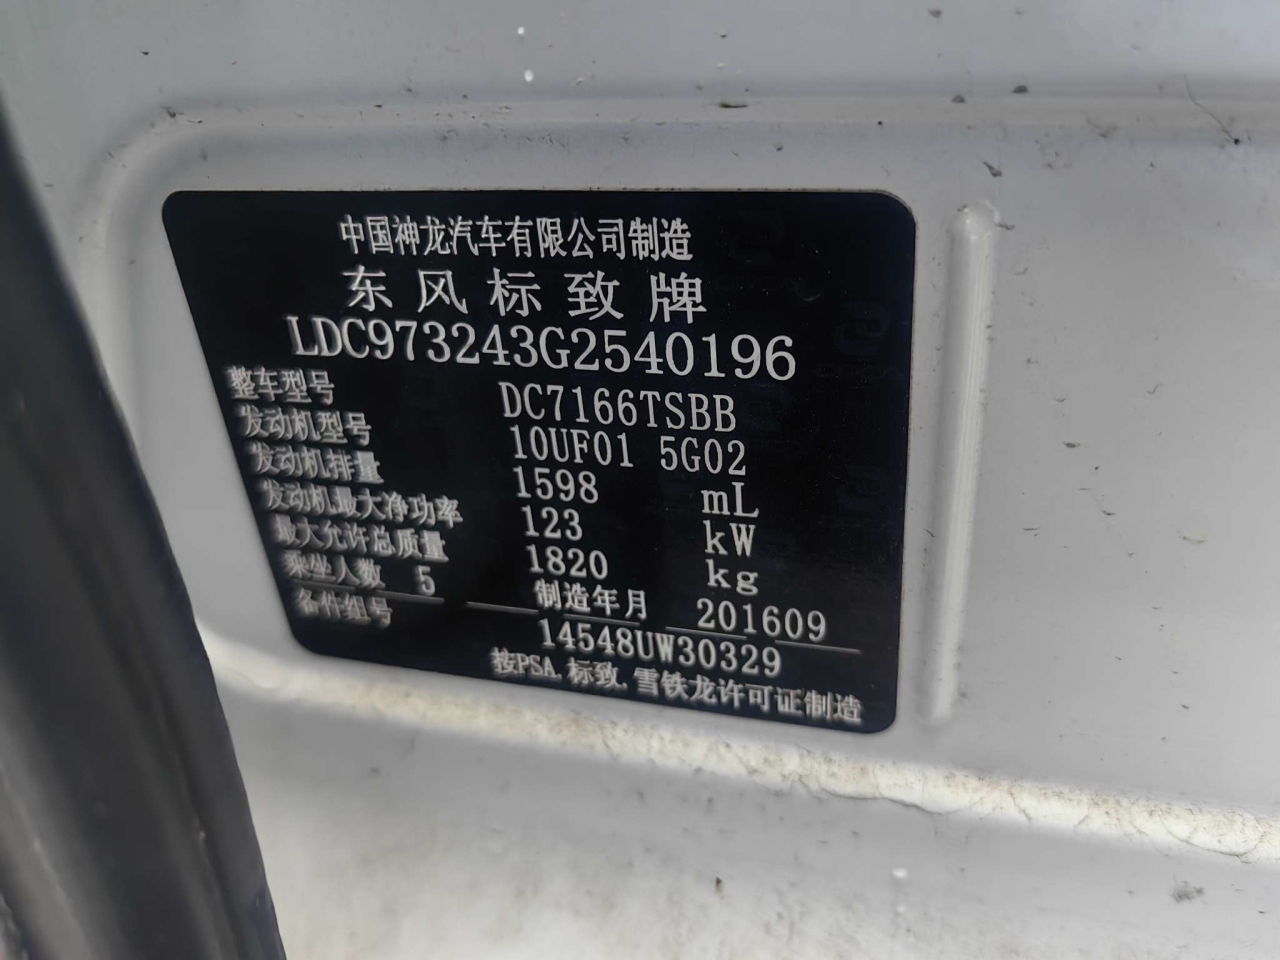 中国神龙汽车有限公司制造
东风标致牌
LDC973243G2540196
整车型号 DC7166TSBB
发动机型号 10UF01 5G02
发动机排量 1598 mL
发动机最大净功率 123 kW
最大允许总质量 1820 kg
乘坐人数 5 制造年月 201609
备件组号 14548UW30329
按PSA.标致.雪铁龙许可证制造